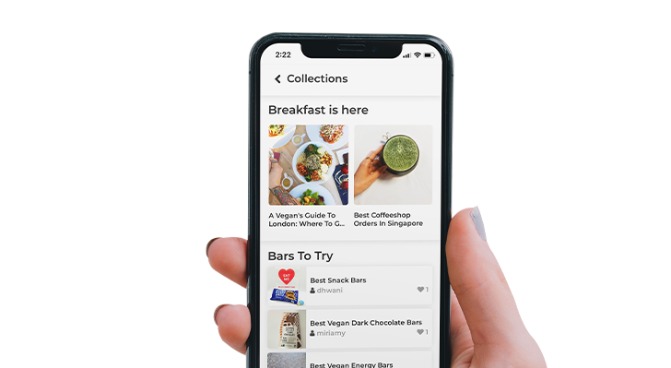 2:22
Collections
Breakfast is here
A Vegan's Guide To
London: Where To G...
Best Coffeeshop
Orders In Singapore
Bars To Try
Best Snack Bars
dhwani
1
Best Vegan Dark Chocolate Bars
miriamy
1
Best Vegan Energy Bars